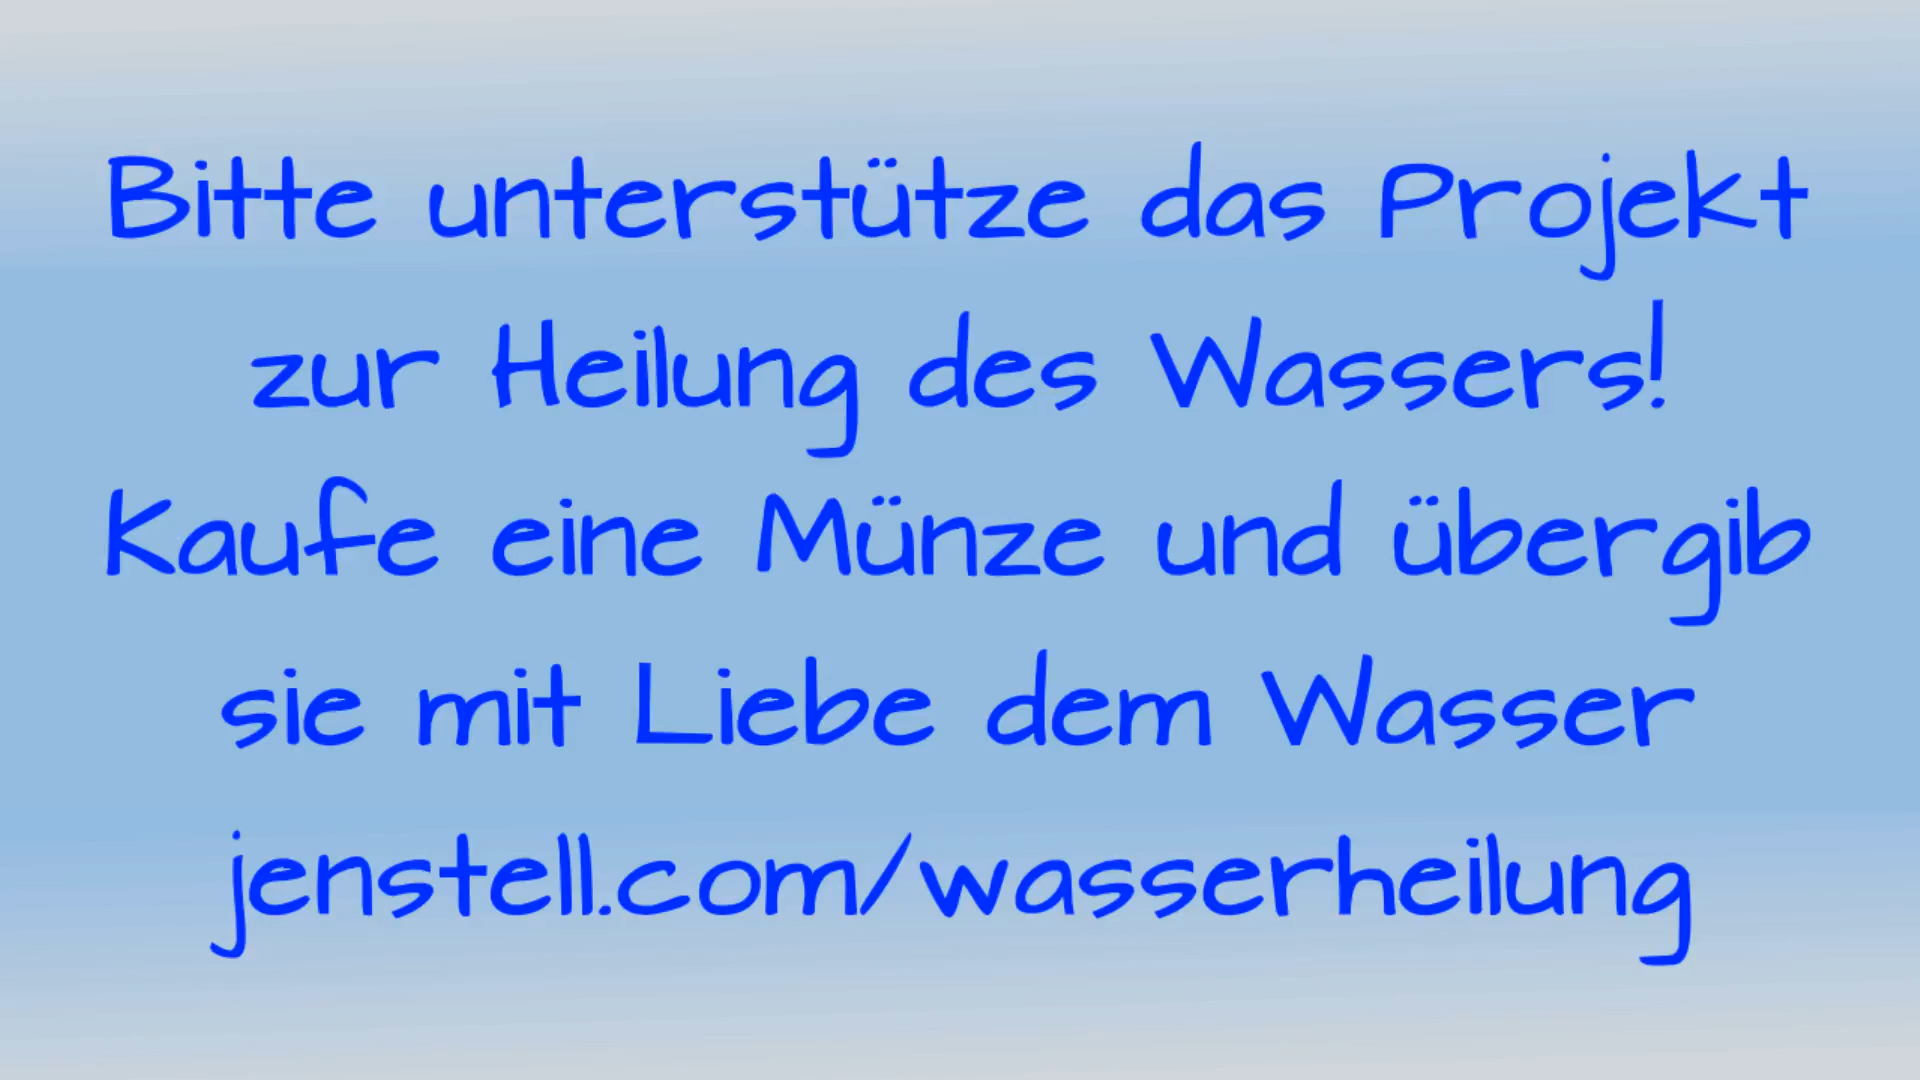 Bitte unterstütze das Projekt
zur Heilung des Wassers!
Kaufe eine Münze und übergib
sie mit Liebe dem Wasser
jenstell.com/wasserheilung